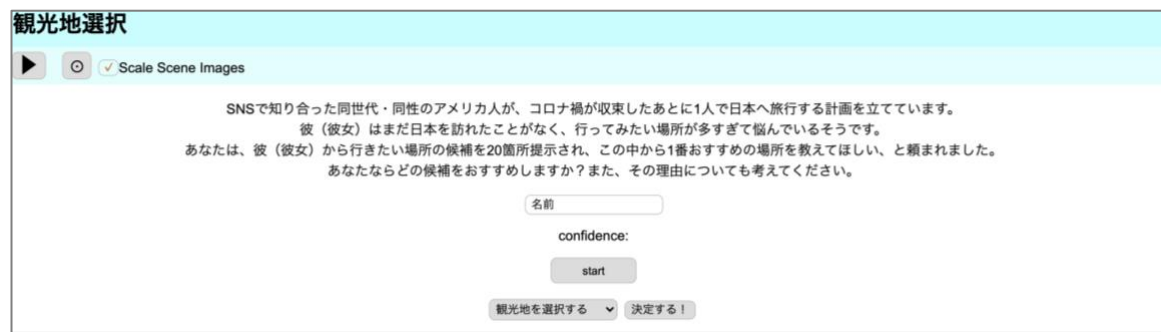 観光地選択
Scale Scene Images
SNSで知り合った同世代・同性のアメリカ人が、コロナ禍が収束したあとに1人で日本へ旅行する計画を立てています。
彼（彼女）はまだ日本を訪れたことがなく、行ってみたい場所が多すぎて悩んでいるそうです。
あなたは、彼（彼女）から行きたい場所の候補を20箇所提示され、この中から1番おすすめの場所を教えてほしい、と頼まれました。
あなたならどの候補をおすすめしますか？また、その理由についても考えてください。
名前
confidence:
start
観光地を選択する 決定する！